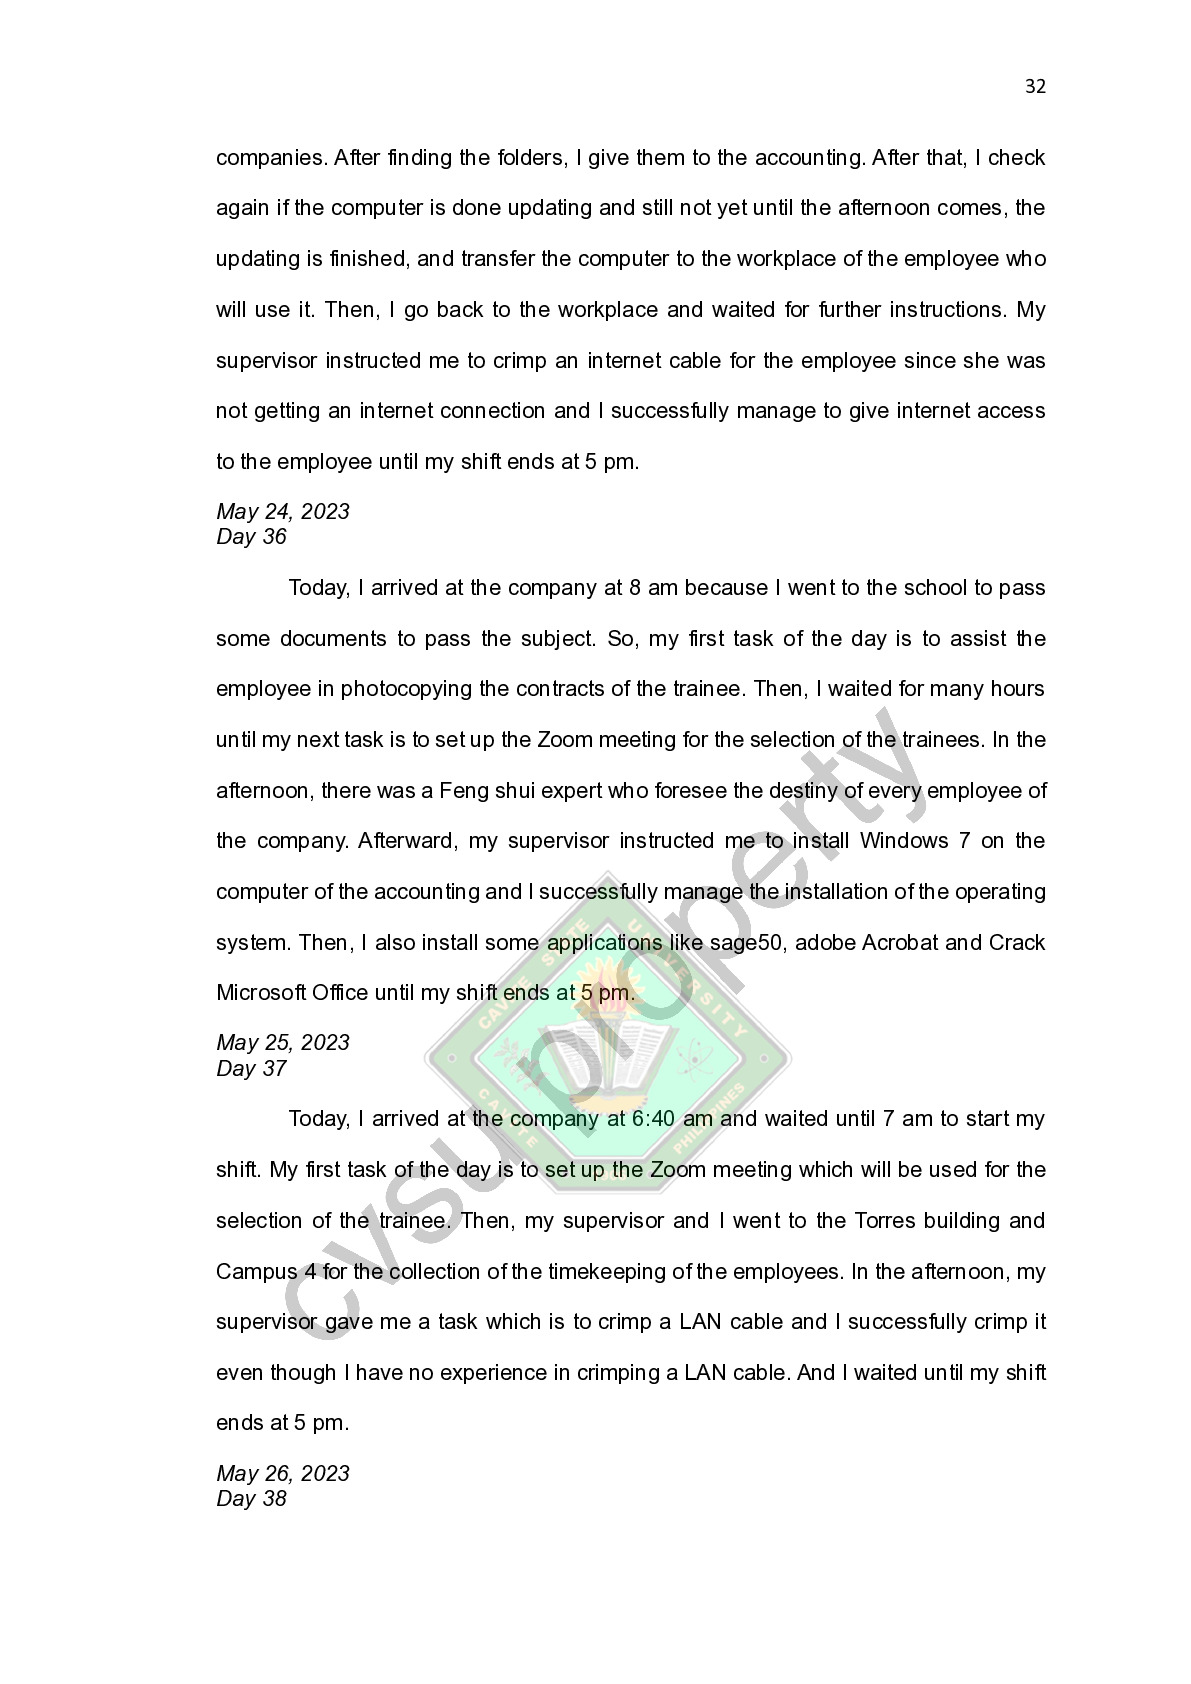 32
companies. After finding the folders, I give them to the accounting. After that, I check
again if the computer is done updating and still not yet until the afternoon comes, the
updating is finished, and transfer the computer to the workplace of the employee who
will use it. Then, I go back to the workplace and waited for further instructions. My
supervisor instructed me to crimp an internet cable for the employee since she was
not getting an internet connection and I successfully manage to give internet access
to the employee until my shift ends at 5 pm.
May 24, 2023
Day 36
Today, I arrived at the company at 8 am because I went to the school to pass
some documents to pass the subject. So, my first task of the day is to assist the
employee in photocopying the contracts of the trainee. Then, I waited for many hours
until my next task is to set up the Zoom meeting for the selection of the trainees. In the
afternoon, there was a Feng shui expert who foresee the destiny of every employee of
the company. Afterward, my supervisor instructed me to install Windows 7 on the
computer of the accounting and I successfully manage the installation of the operating
system. Then, I also install some applications like sage50, adobe Acrobat and Crack
Microsoft Office until my shift ends at 5 pm.
May 25, 2023
Day 37
Today, I arrived at the company at 6:40 am and waited until 7 am to start my
shift. My first task of the day is to set up the Zoom meeting which will be used for the
selection of the trainee. Then, my supervisor and I went to the Torres building and
Campus 4 for the collection of the timekeeping of the employees. In the afternoon, my
supervisor gave me a task which is to crimp a LAN cable and I successfully crimp it
even though I have no experience in crimping a LAN cable. And I waited until my shift
ends at 5 pm.
May 26, 2023
Day 38
cvsu property
CAVITE STATE UNIVERSITY
CAVITE
PHILIPPINES